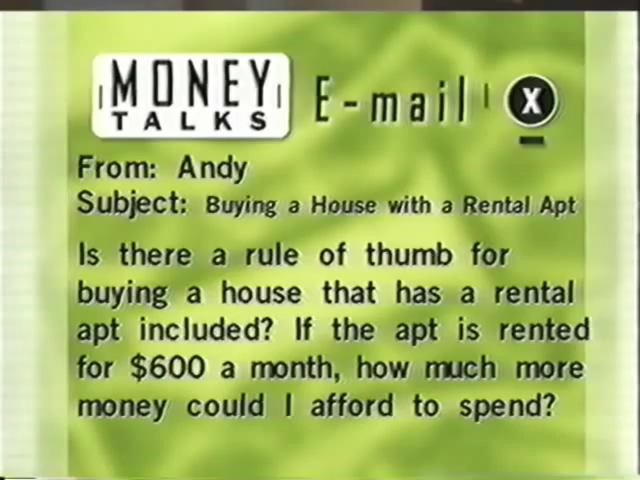 MONEY
TALKS
E-mail
X
From: Andy
Subject: Buying a House with a Rental Apt
Is there a rule of thumb for
buying a house that has a rental
apt included? If the apt is rented
for $600 a month, how much more
money could I afford to spend?